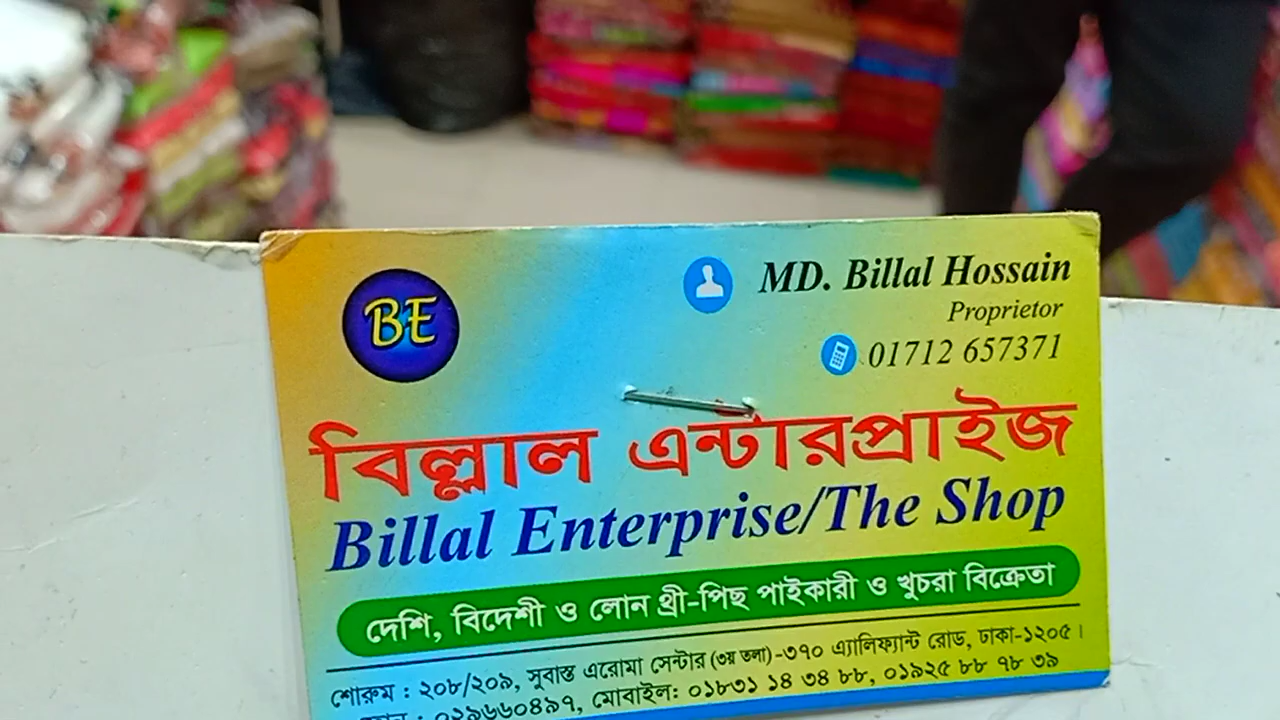 BE
MD. Billal Hossain
Proprietor
01712 657371
বিল্লাল এন্টারপ্রাইজ
Billal Enterprise/The Shop
দেশি, বিদেশী ও লোন থ্রী-পিছ পাইকারী ও খুচরা বিক্রেতা
শোরুম : ২০৮/২০৯, সুবাস্ত এরোমা সেন্টার (৩য় তলা)-৩৭০ এ্যালিফ্যান্ট রোড, ঢাকা-১২০৫।
: ০২৯৬৬০৪৯৭, মোবাইল: ০১৮৩১ ১৪ ৩৪ ৮৮, ০১৯২৫ ৮৮ ৭৮ ৩৯